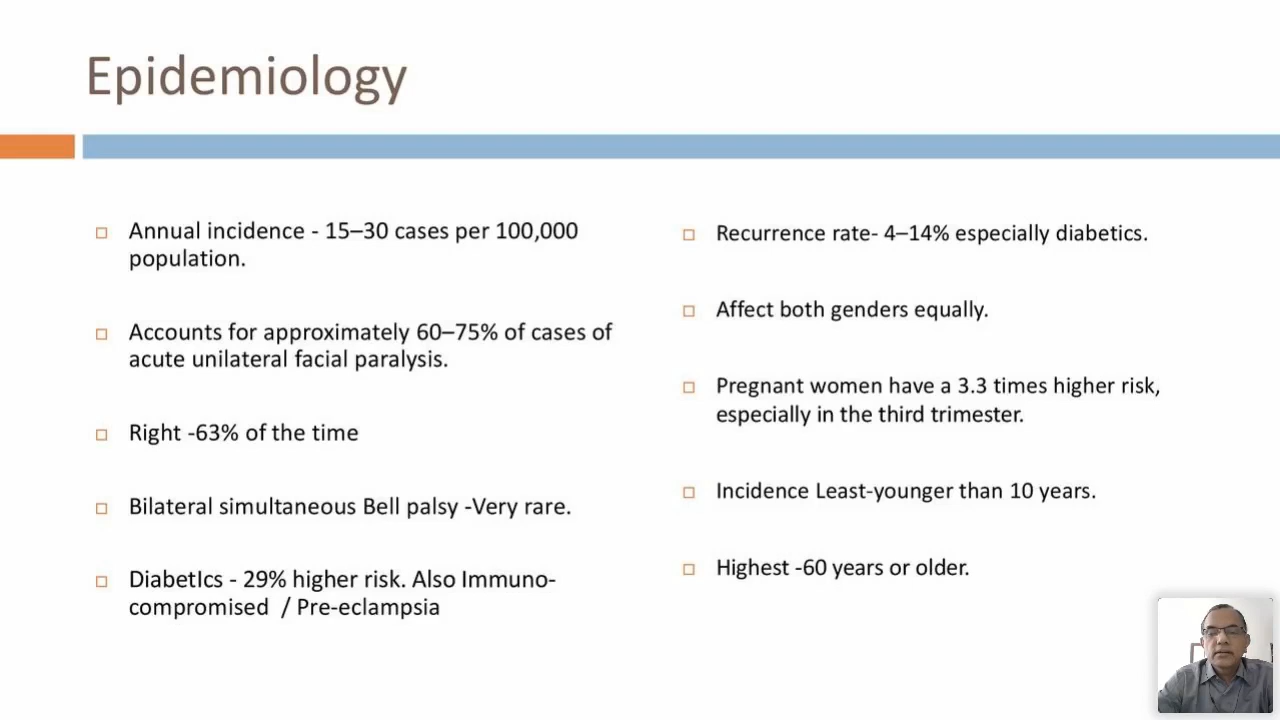 Epidemiology
Annual incidence - 15–30 cases per 100,000
population.
Accounts for approximately 60–75% of cases of
acute unilateral facial paralysis.
Right -63% of the time
Bilateral simultaneous Bell palsy -Very rare.
DiabetIcs - 29% higher risk. Also Immuno-
compromised / Pre-eclampsia
Recurrence rate- 4–14% especially diabetics.
Affect both genders equally.
Pregnant women have a 3.3 times higher risk,
especially in the third trimester.
Incidence Least-younger than 10 years.
Highest -60 years or older.